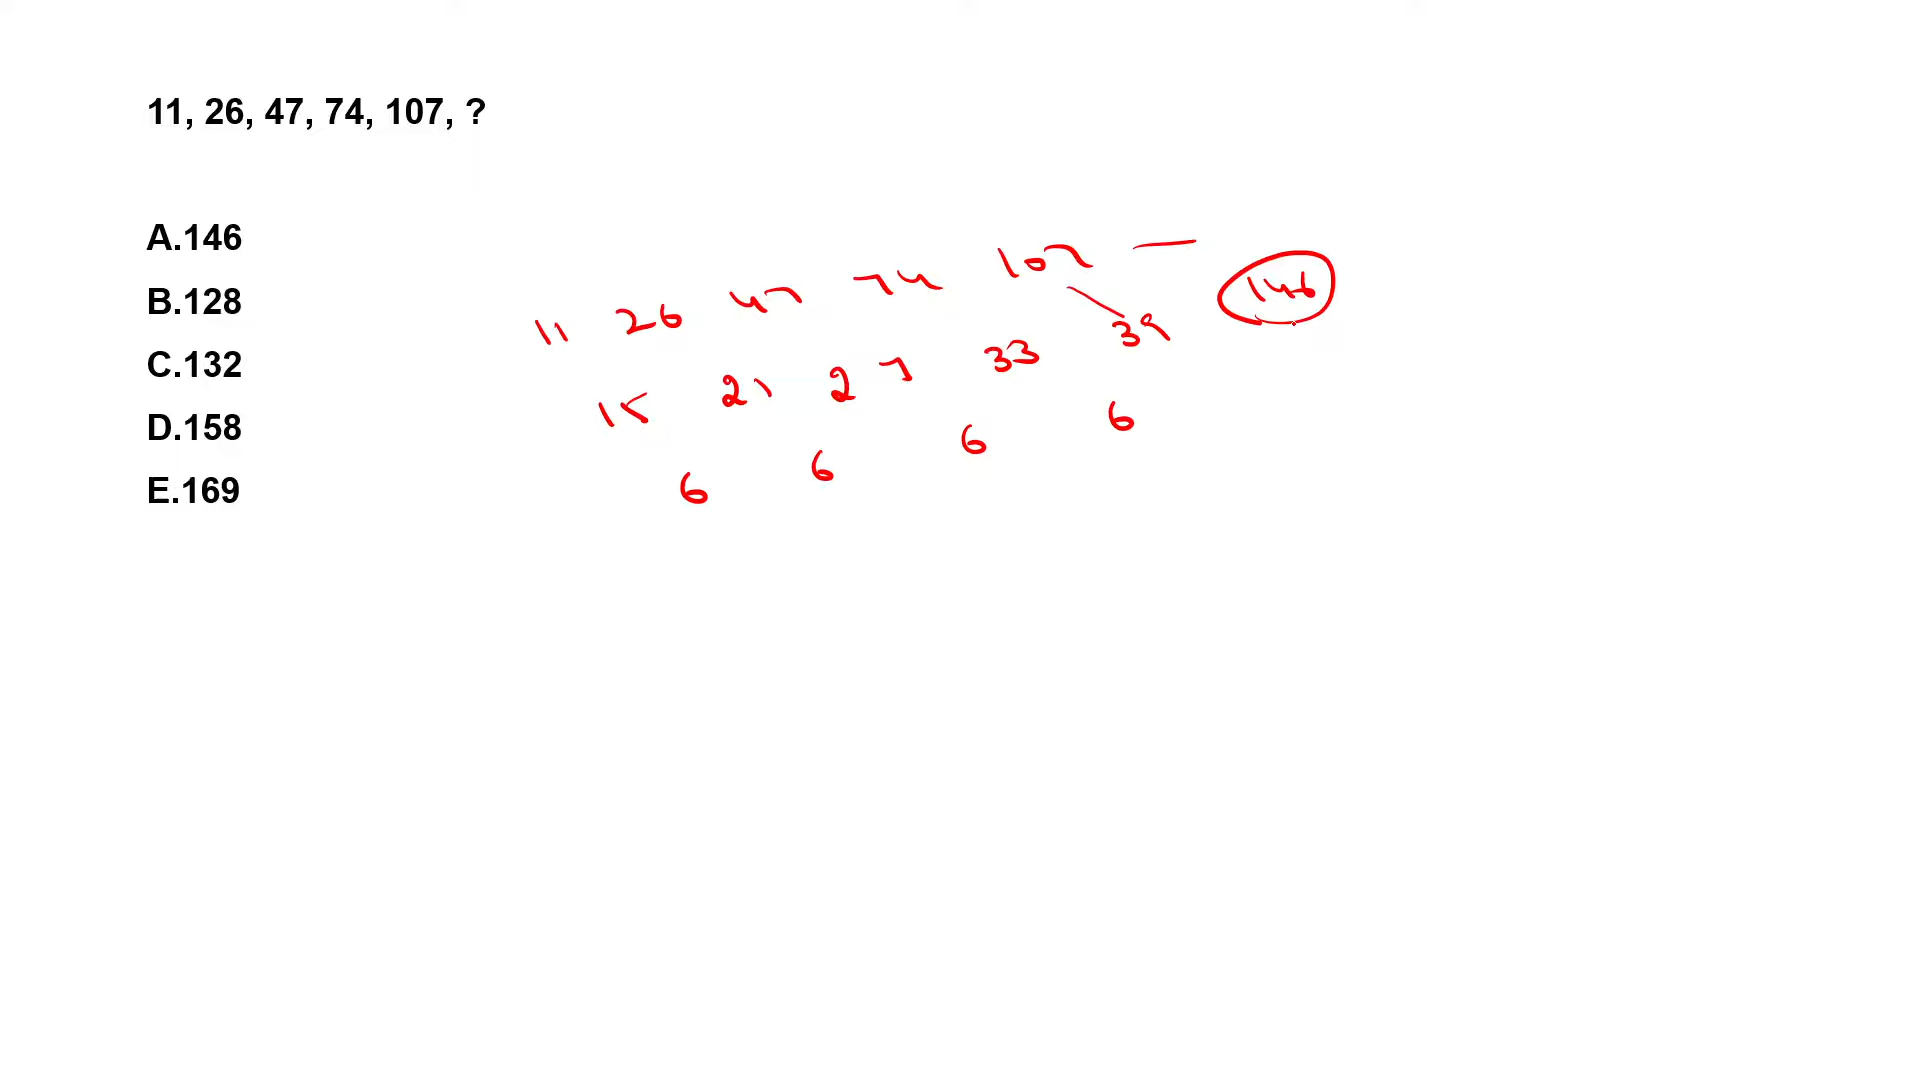 11, 26, 47, 74, 107, ?
A.146
B.128
C.132
D.158
E.169
11 26 47 74 107 —
146
15 21 27 33 39
6 6 6 6